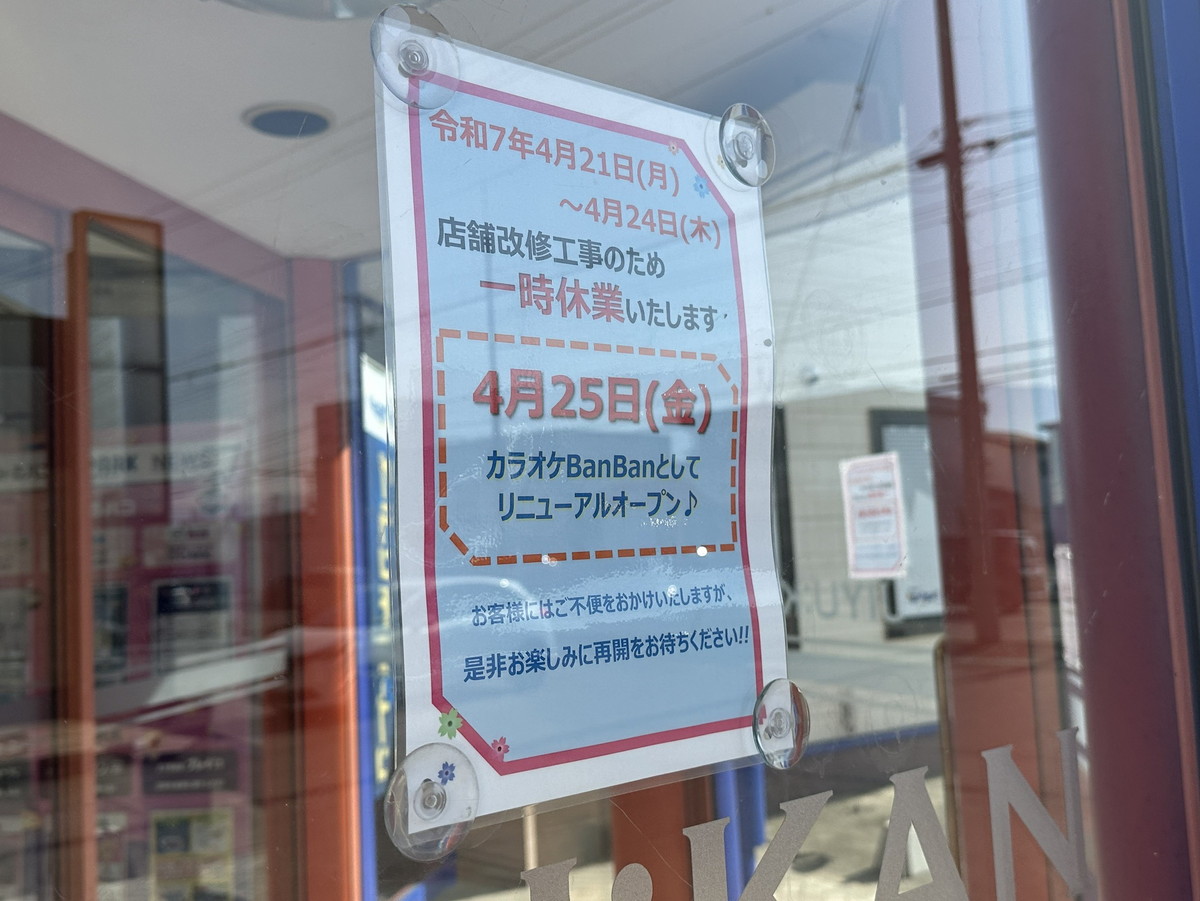 令和7年4月21日(月)
～4月24日(木)
店舗改修工事のため
一時休業いたします
4月25日(金)
カラオケBanBanとして
リニューアルオープン♪
お客様にはご不便をおかけいたしますが、
是非お楽しみに再開をお待ちください!!
KAN